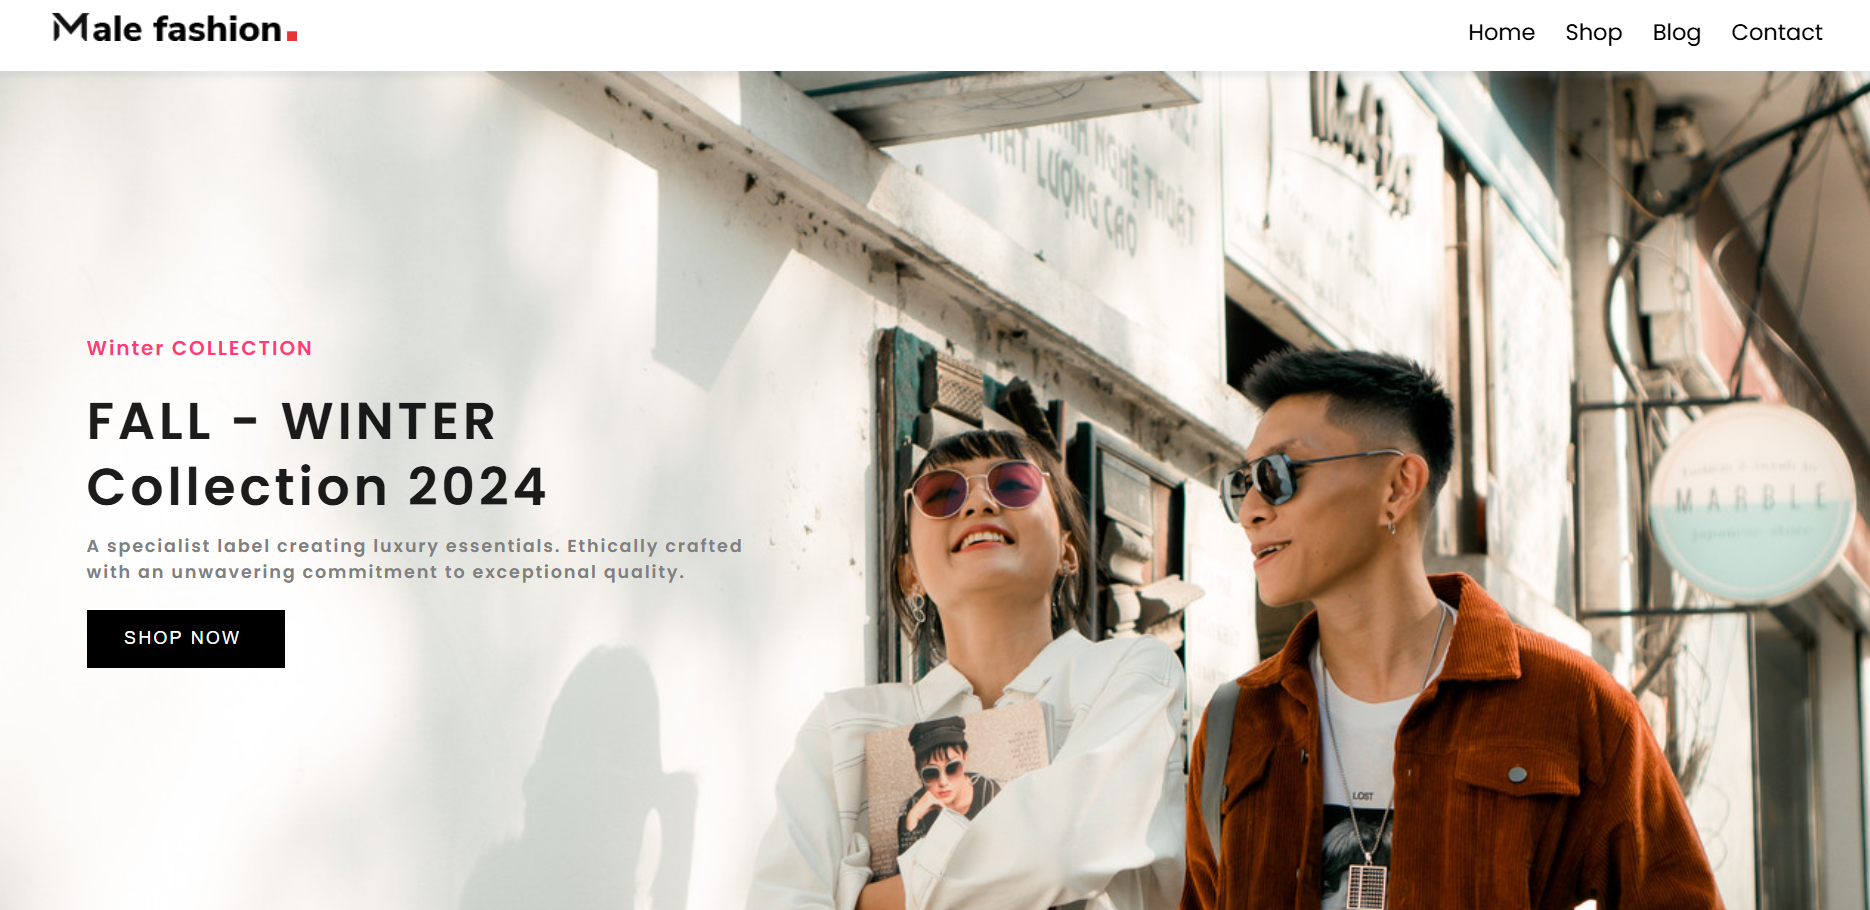 Male fashion.
Home Shop Blog Contact
Winter COLLECTION
FALL - WINTER
Collection 2024
A specialist label creating luxury essentials. Ethically crafted
with an unwavering commitment to exceptional quality.
SHOP NOW
LƯỢNG CAO
NGHỆ THUẬT
MARBLE
LOST